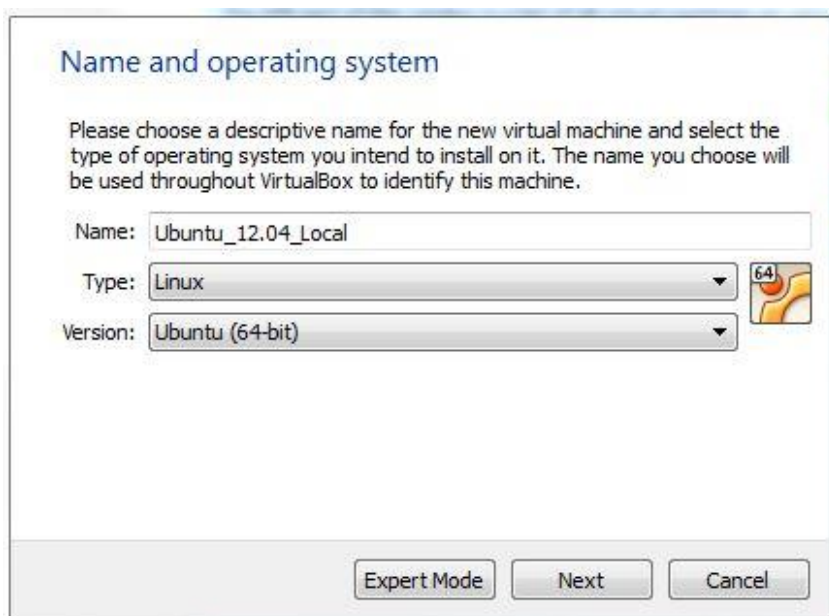 Name and operating system
Please choose a descriptive name for the new virtual machine and select the
type of operating system you intend to install on it. The name you choose will
be used throughout VirtualBox to identify this machine.
Name: Ubuntu_12.04_Local
Type: Linux
64
Version: Ubuntu (64-bit)
Expert Mode Next Cancel